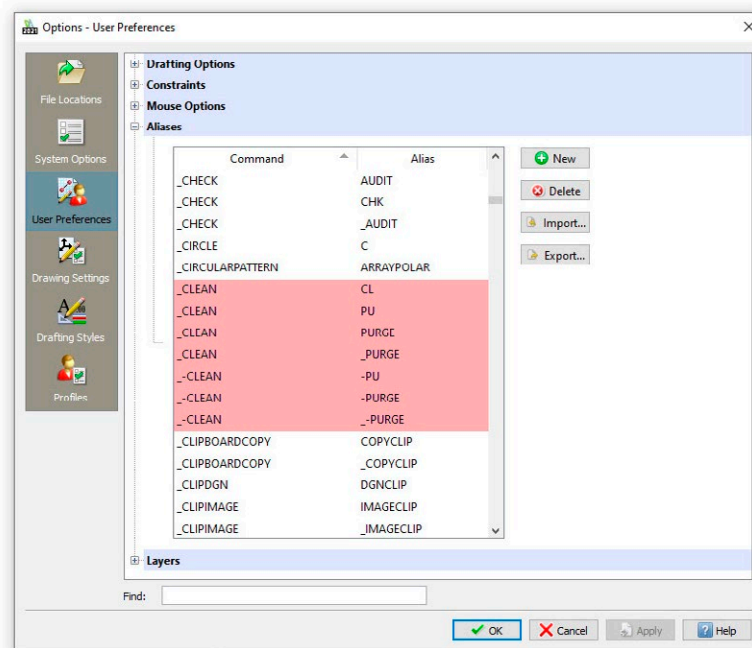 2021 Options - User Preferences
File Locations
System Options
User Preferences
Drawing Settings
Drafting Styles
Profiles
Drafting Options
Constraints
Mouse Options
Aliases
Command Alias
_CHECK AUDIT
_CHECK CHK
_CHECK _AUDIT
_CIRCLE C
_CIRCULARPATTERN ARRAYPOLAR
_CLEAN CL
_CLEAN PU
_CLEAN PURGE
_CLEAN _PURGE
_-CLEAN -PU
_-CLEAN -PURGE
_-CLEAN _-PURGE
_CLIPBOARDCOPY COPYCLIP
_CLIPBOARDCOPY _COPYCLIP
_CLIPDGN DGNCLIP
_CLIPIMAGE IMAGECLIP
_CLIPIMAGE _IMAGECLIP
New
Delete
Import...
Export...
Layers
Find:
OK Cancel Apply Help